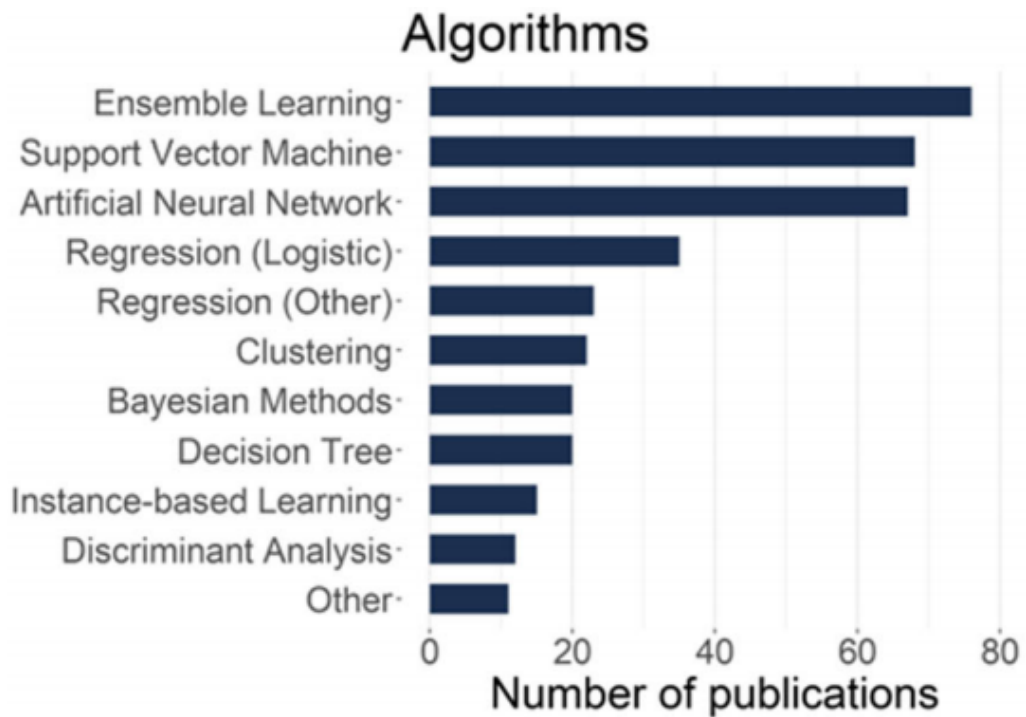 Algorithms
Ensemble Learning
Support Vector Machine
Artificial Neural Network
Regression (Logistic)
Regression (Other)
Clustering
Bayesian Methods
Decision Tree
Instance-based Learning
Discriminant Analysis
Other
0 20 40 60 80
Number of publications